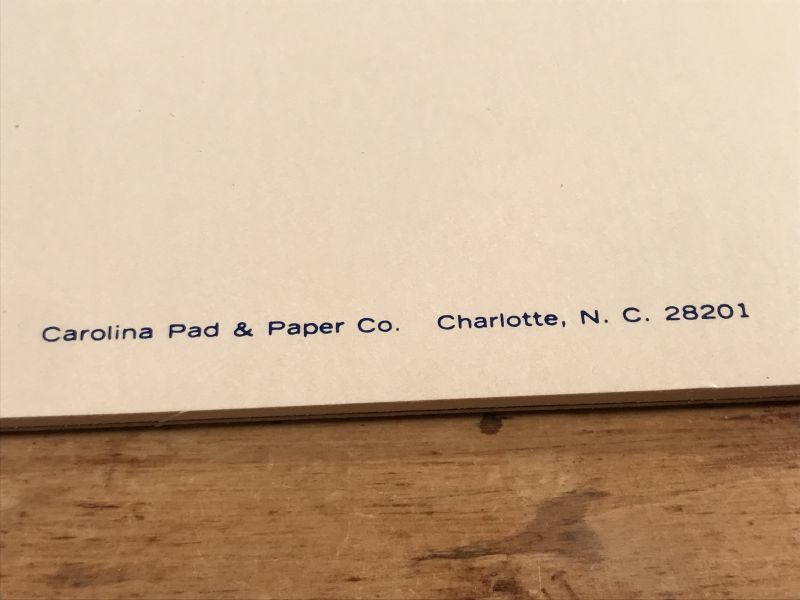 Carolina Pad & Paper Co. Charlotte, N. C. 28201